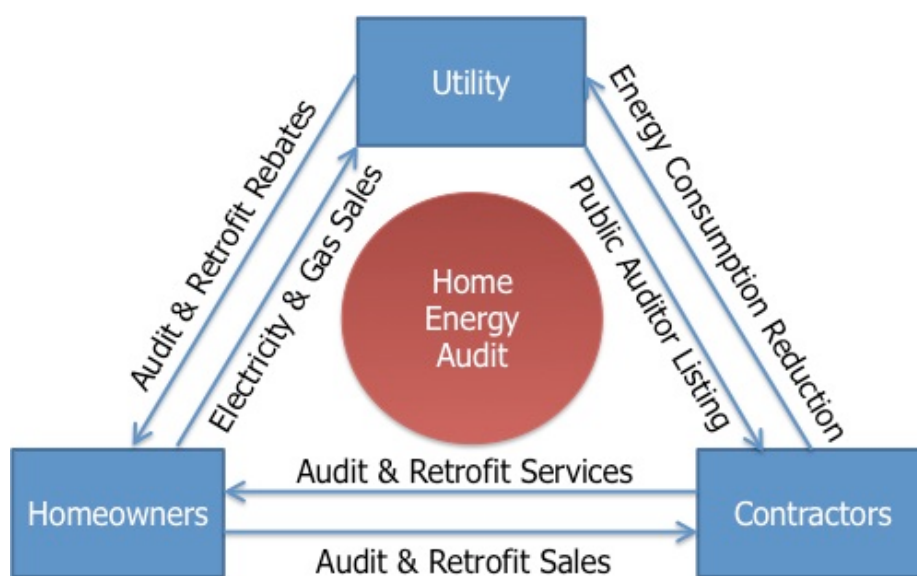 Utility
Audit & Retrofit Rebates
Electricity & Gas Sales
Home
Energy
Audit
Public Auditor Listing
Energy Consumption Reduction
Homeowners
Audit & Retrofit Services
Audit & Retrofit Sales
Contractors